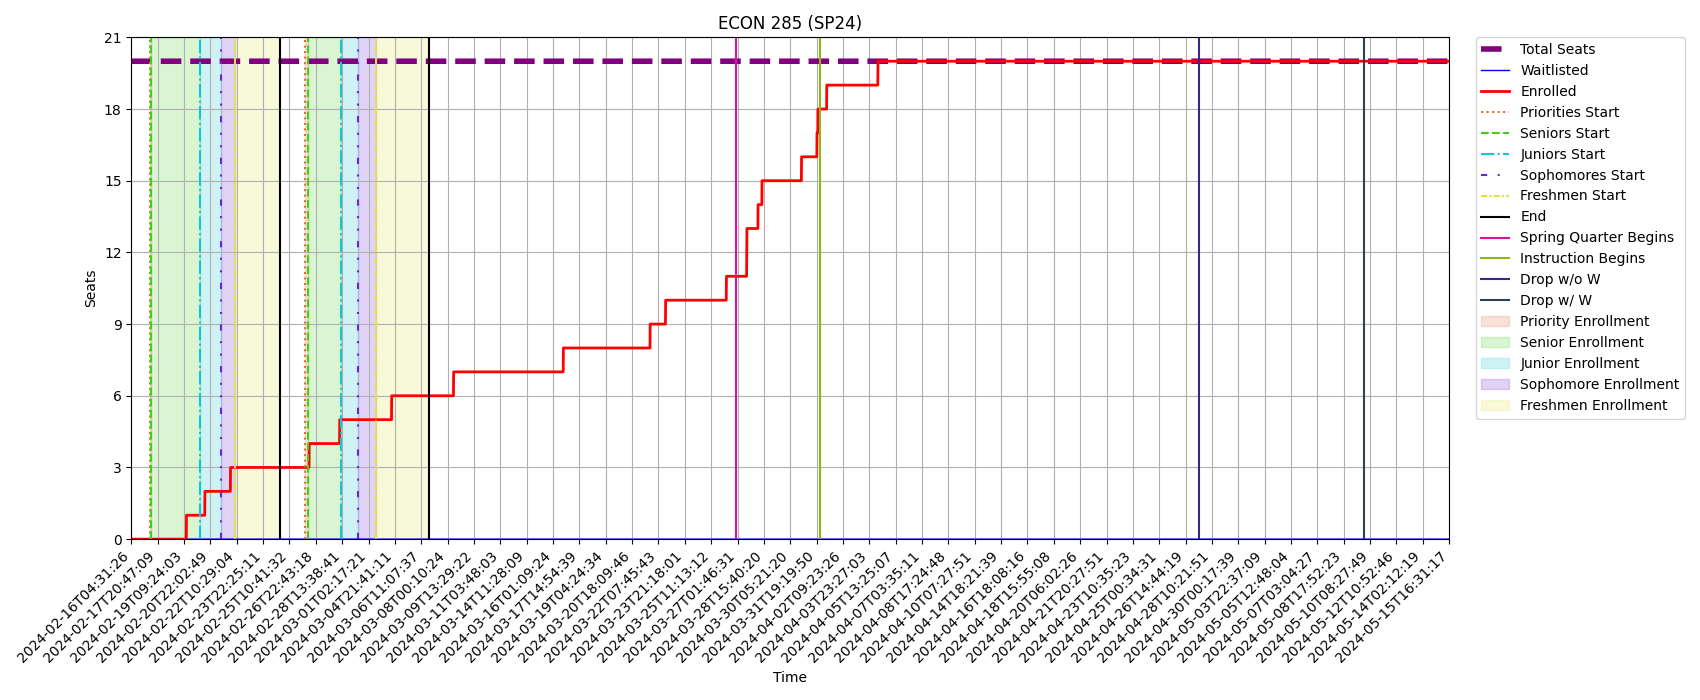 ECON 285 (SP24)
Seats
21
18
15
12
9
6
3
0
2024-02-16T04:31:26
2024-02-17T20:47:09
2024-02-19T09:24:03
2024-02-20T22:02:49
2024-02-22T10:29:04
2024-02-23T22:25:11
2024-02-25T10:41:32
2024-02-26T22:43:18
2024-02-28T13:38:41
2024-03-01T02:17:21
2024-03-04T21:41:11
2024-03-06T11:07:37
2024-03-08T00:10:24
2024-03-09T13:29:22
2024-03-11T03:48:03
2024-03-14T11:28:09
2024-03-16T01:09:24
2024-03-17T14:54:39
2024-03-19T04:24:34
2024-03-20T18:09:46
2024-03-22T07:45:43
2024-03-23T21:18:01
2024-03-25T11:13:12
2024-03-27T01:46:31
2024-03-28T15:40:20
2024-03-30T05:21:20
2024-03-31T19:19:50
2024-04-02T09:23:26
2024-04-03T23:27:03
2024-04-05T13:25:07
2024-04-07T03:35:11
2024-04-08T17:24:48
2024-04-10T07:27:51
2024-04-14T18:21:39
2024-04-16T18:08:16
2024-04-18T15:55:08
2024-04-20T06:02:26
2024-04-21T20:27:51
2024-04-23T10:35:23
2024-04-25T00:34:31
2024-04-26T14:44:19
2024-04-28T10:21:51
2024-04-30T00:17:39
2024-05-03T22:37:09
2024-05-05T12:48:04
2024-05-07T03:04:27
2024-05-08T17:52:23
2024-05-10T08:27:49
2024-05-12T10:52:46
2024-05-14T02:12:19
2024-05-15T16:31:17
Time
Total Seats
Waitlisted
Enrolled
Priorities Start
Seniors Start
Juniors Start
Sophomores Start
Freshmen Start
End
Spring Quarter Begins
Instruction Begins
Drop w/o W
Drop w/ W
Priority Enrollment
Senior Enrollment
Junior Enrollment
Sophomore Enrollment
Freshmen Enrollment